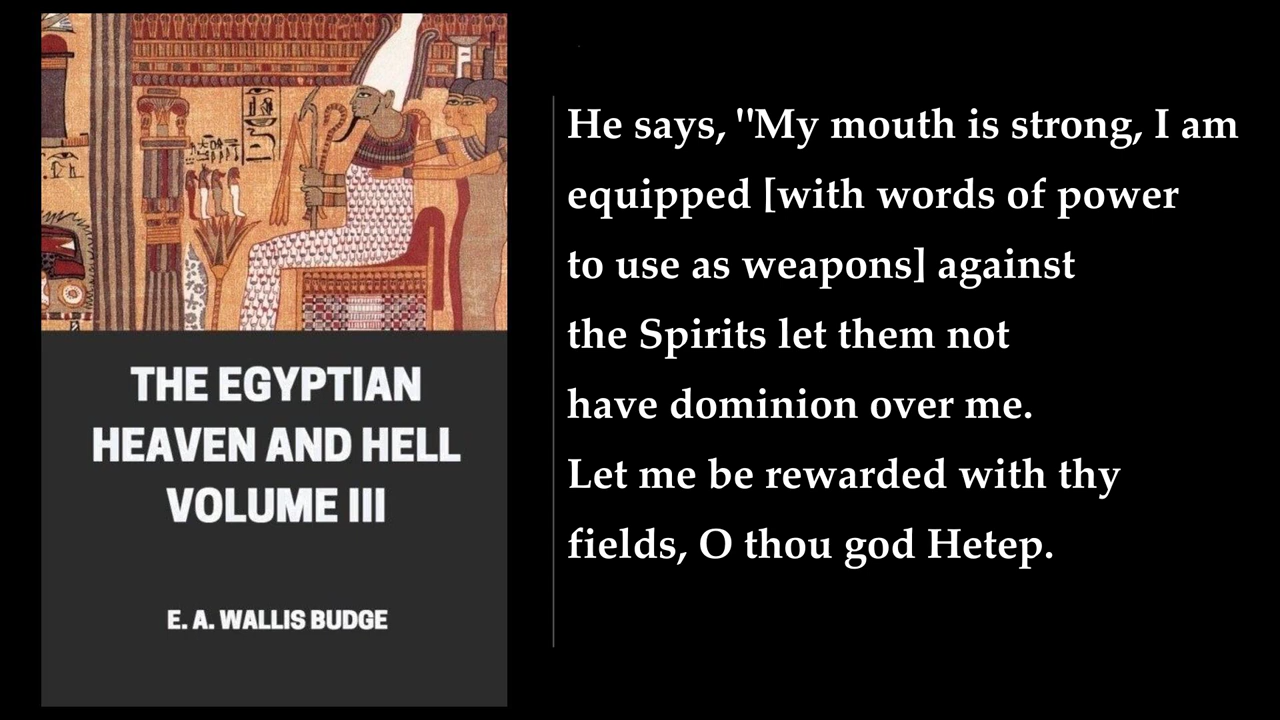 THE EGYPTIAN
HEAVEN AND HELL
VOLUME III
E. A. WALLIS BUDGE
He says, "My mouth is strong, I am
equipped [with words of power
to use as weapons] against
the Spirits let them not
have dominion over me.
Let me be rewarded with thy
fields, O thou god Hetep.